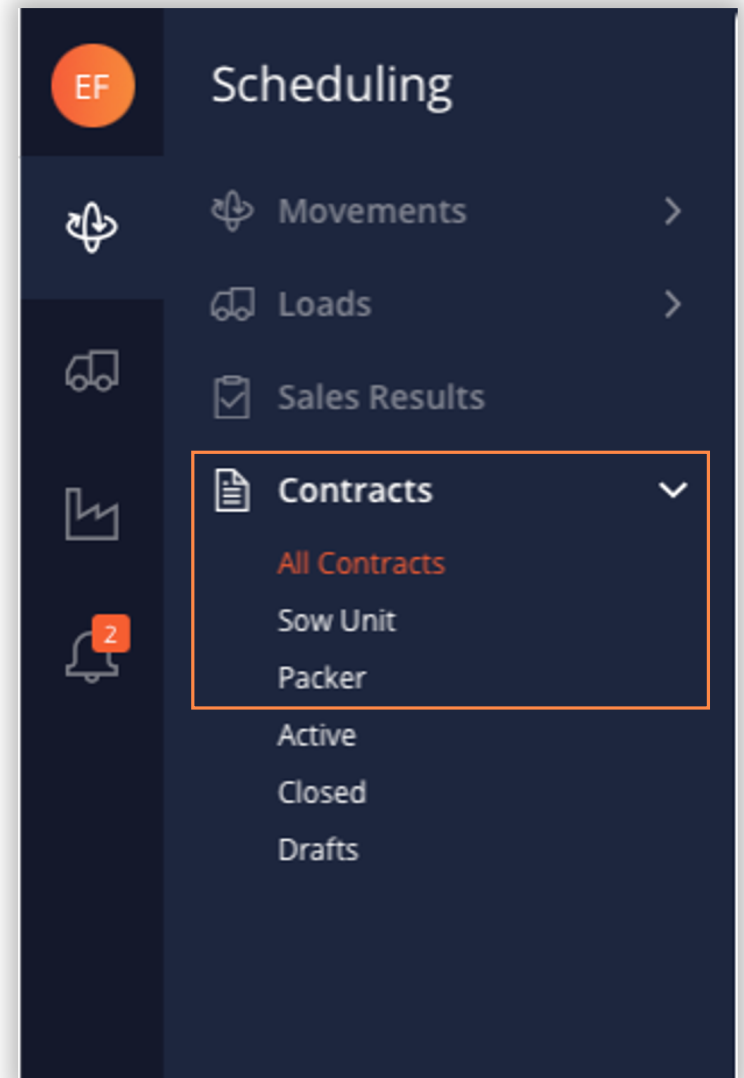 EF
Scheduling
Movements
Loads
Sales Results
Contracts
All Contracts
Sow Unit
2
Packer
Active
Closed
Drafts